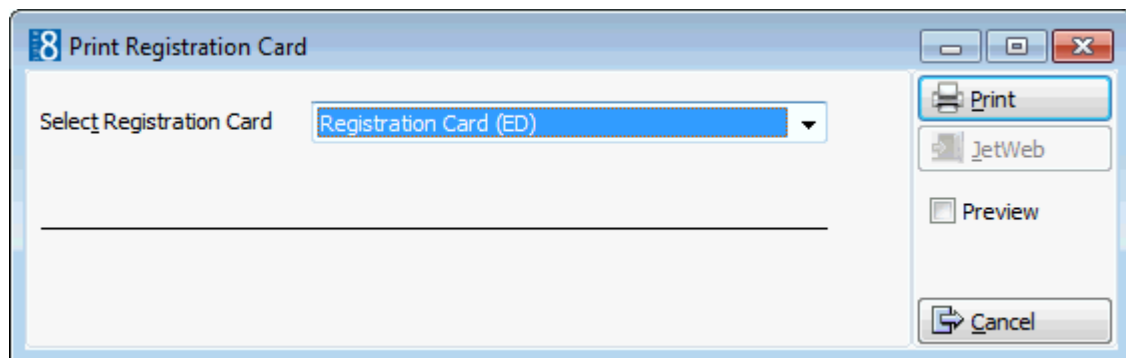 8 Print Registration Card
Select Registration Card
Registration Card (ED)
Print
JetWeb
Preview
Cancel